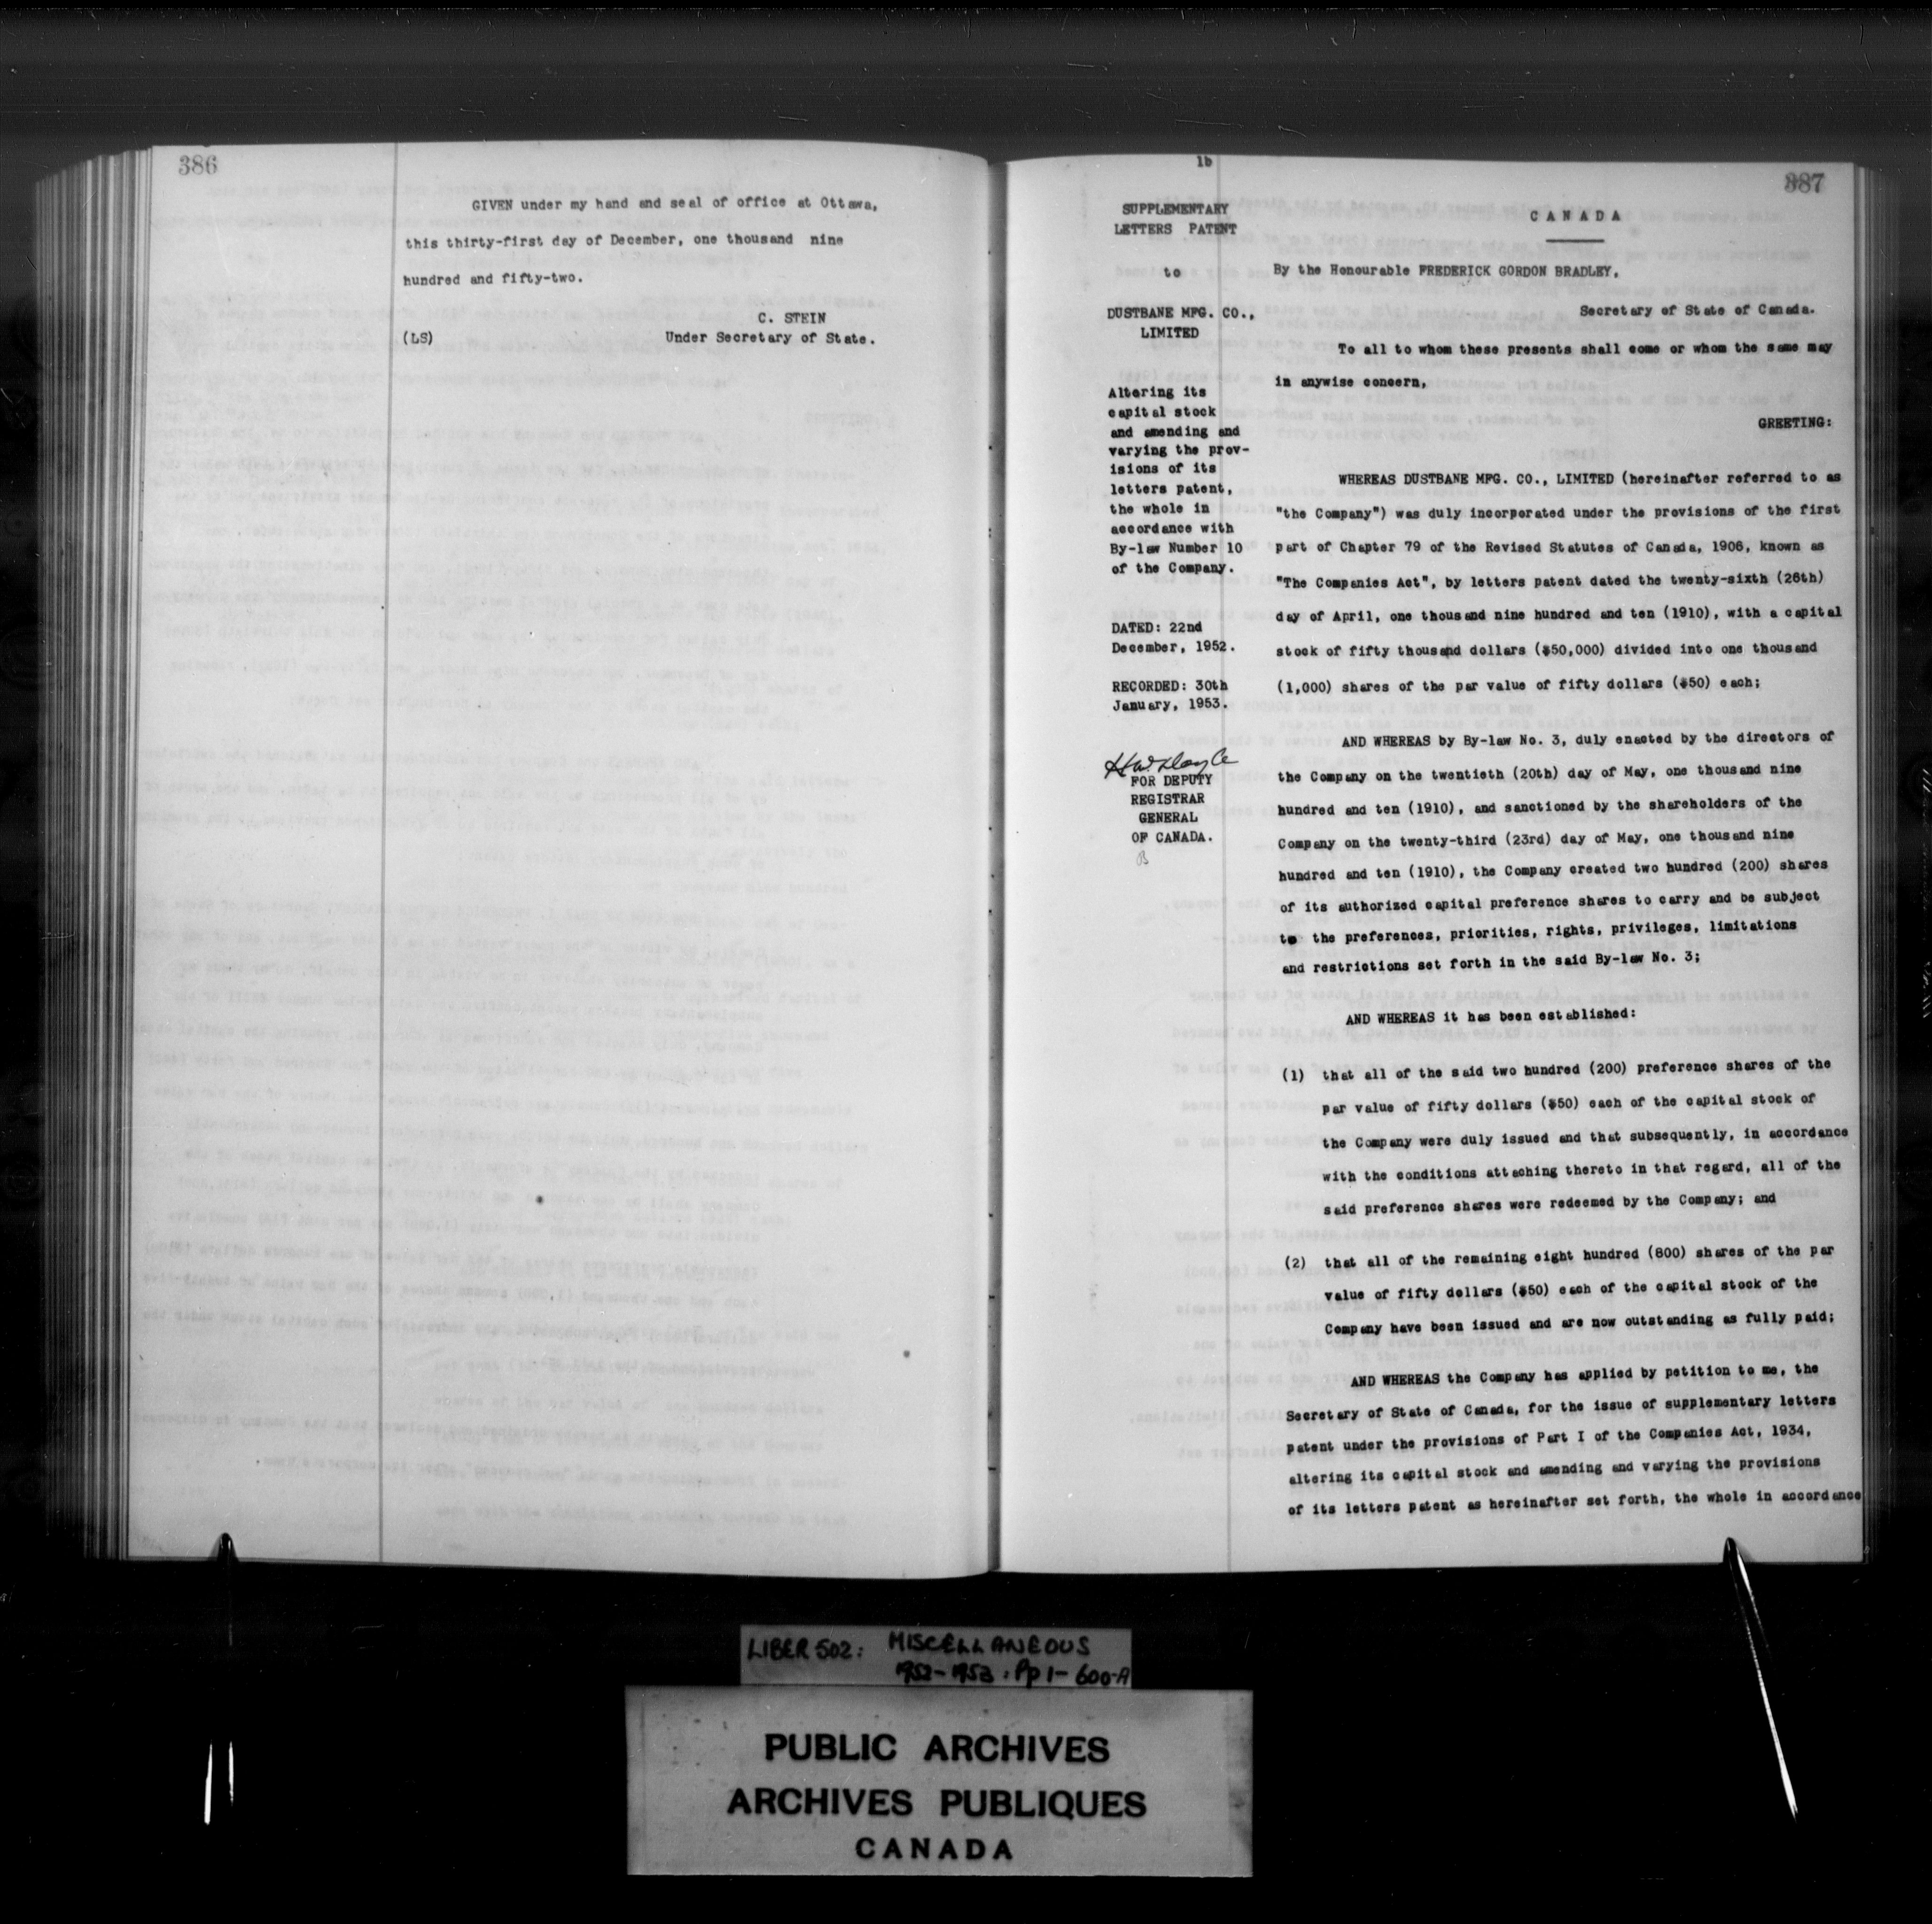 386
GIVEN under my hand and seal of office at Ottawa,
this thirty-first day of December, one thousand nine
hundred and fifty-two.
C. STEIN
(LS) Under Secretary of State.
1b
387
SUPPLEMENTARY
LETTERS PATENT
to
DUSTBANE MFG. CO.,
LIMITED
Altering its
capital stock
and amending and
varying the prov-
isions of its
letters patent,
the whole in
accordance with
By-law Number 10
of the Company.
DATED: 22nd
December, 1952.
RECORDED: 30th
January, 1953.
FOR DEPUTY
REGISTRAR
GENERAL
OF CANADA.
CANADA
By the Honourable FREDERICK GORDON BRADLEY,
Secretary of State of Canada.
To all to whom these presents shall come or whom the same may
in anywise concern,
GREETING:
WHEREAS DUSTBANE MFG. CO., LIMITED (hereinafter referred to as
"the Company") was duly incorporated under the provisions of the first
part of Chapter 79 of the Revised Statutes of Canada, 1906, known as
"The Companies Act", by letters patent dated the twenty-sixth (26th)
day of April, one thousand nine hundred and ten (1910), with a capital
stock of fifty thousand dollars ($50,000) divided into one thousand
(1,000) shares of the par value of fifty dollars ($50) each;
AND WHEREAS by By-law No. 3, duly enacted by the directors of
the Company on the twentieth (20th) day of May, one thousand nine
hundred and ten (1910), and sanctioned by the shareholders of the
Company on the twenty-third (23rd) day of May, one thousand nine
hundred and ten (1910), the Company created two hundred (200) shares
of its authorized capital preference shares to carry and be subject
to the preferences, priorities, rights, privileges, limitations
and restrictions set forth in the said By-law No. 3;
AND WHEREAS it has been established:
(1) that all of the said two hundred (200) preference shares of the
par value of fifty dollars ($50) each of the capital stock of
the Company were duly issued and that subsequently, in accordance
with the conditions attaching thereto in that regard, all of the
said preference shares were redeemed by the Company; and
(2) that all of the remaining eight hundred (800) shares of the par
value of fifty dollars ($50) each of the capital stock of the
Company have been issued and are now outstanding as fully paid;
AND WHEREAS the Company has applied by petition to me, the
Secretary of State of Canada, for the issue of supplementary letters
patent under the provisions of Part I of the Companies Act, 1934,
altering its capital stock and amending and varying the provisions
of its letters patent as hereinafter set forth, the whole in accordance
LIBER 502: MISCELLANEOUS
1952-1953. Pp 1-600-A
PUBLIC ARCHIVES
ARCHIVES PUBLIQUES
CANADA